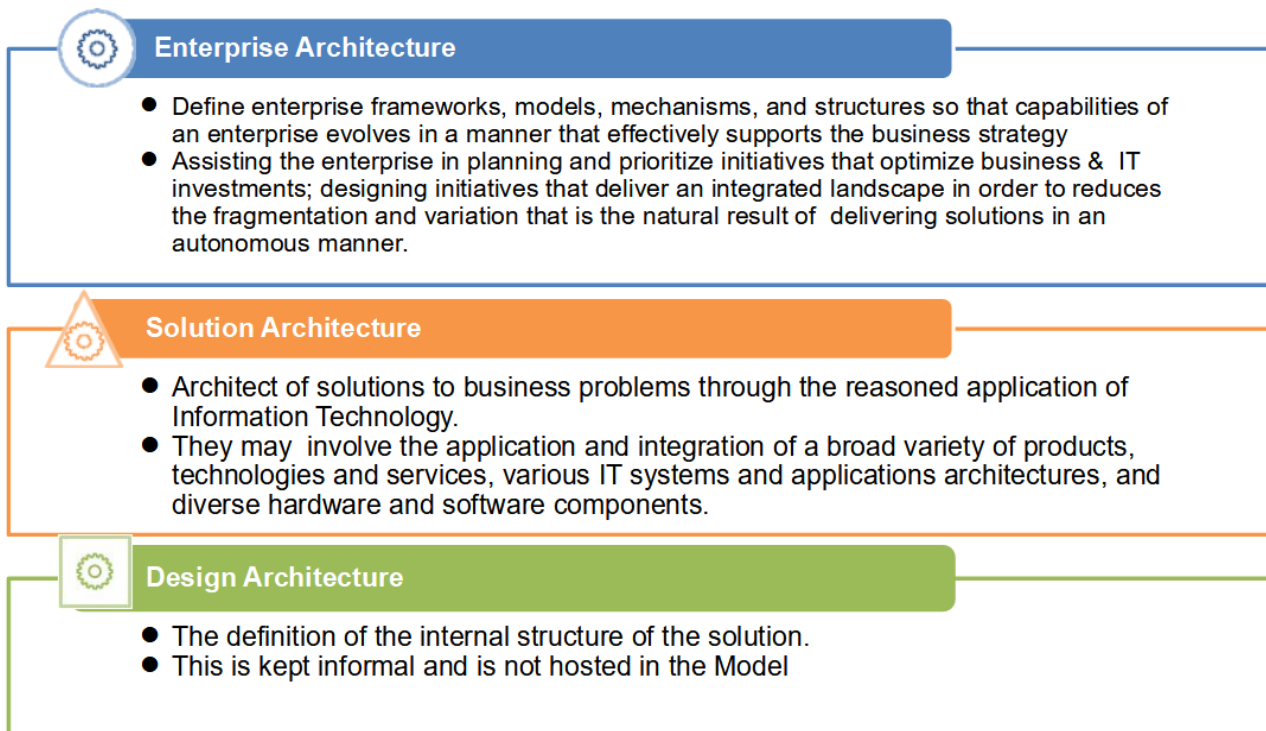 Enterprise Architecture
● Define enterprise frameworks, models, mechanisms, and structures so that capabilities of
an enterprise evolves in a manner that effectively supports the business strategy
● Assisting the enterprise in planning and prioritize initiatives that optimize business & IT
investments; designing initiatives that deliver an integrated landscape in order to reduces
the fragmentation and variation that is the natural result of delivering solutions in an
autonomous manner.
Solution Architecture
● Architect of solutions to business problems through the reasoned application of
Information Technology.
● They may involve the application and integration of a broad variety of products,
technologies and services, various IT systems and applications architectures, and
diverse hardware and software components.
Design Architecture
● The definition of the internal structure of the solution.
● This is kept informal and is not hosted in the Model